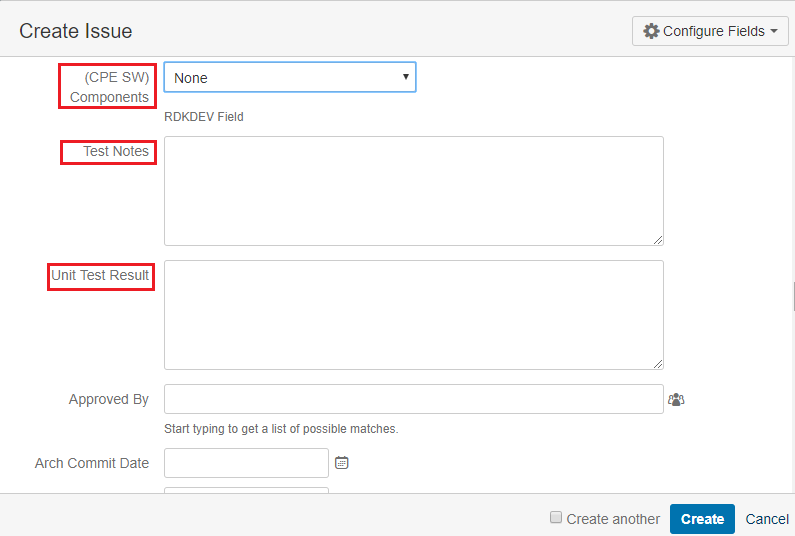 Create Issue
Configure Fields
(CPE SW)
Components
None
RDKDEV Field
Test Notes
Unit Test Result
Approved By
Start typing to get a list of possible matches.
Arch Commit Date
Create another
Create
Cancel